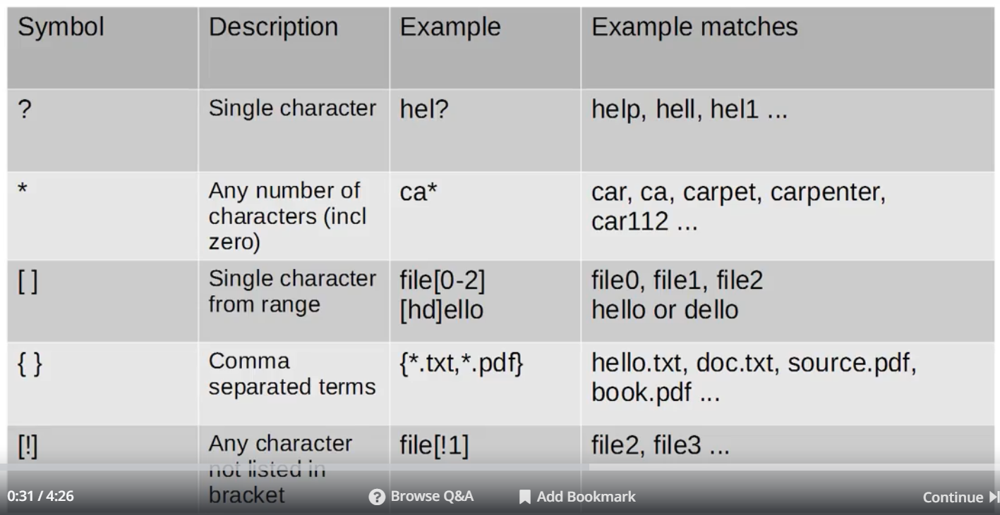 Symbol Description Example Example matches
? Single character hel? help, hell, hel1 ...
* Any number of ca* car, ca, carpet, carpenter,
characters (incl car112 ...
zero)
[ ] Single character file[0-2] file0, file1, file2
from range [hd]ello hello or dello
{ } Comma {*.txt,*.pdf} hello.txt, doc.txt, source.pdf,
separated terms book.pdf ...
[!] Any character file[!1] file2, file3 ...
not listed in
bracket
0:31 / 4:26 ? Browse Q&A Add Bookmark Continue